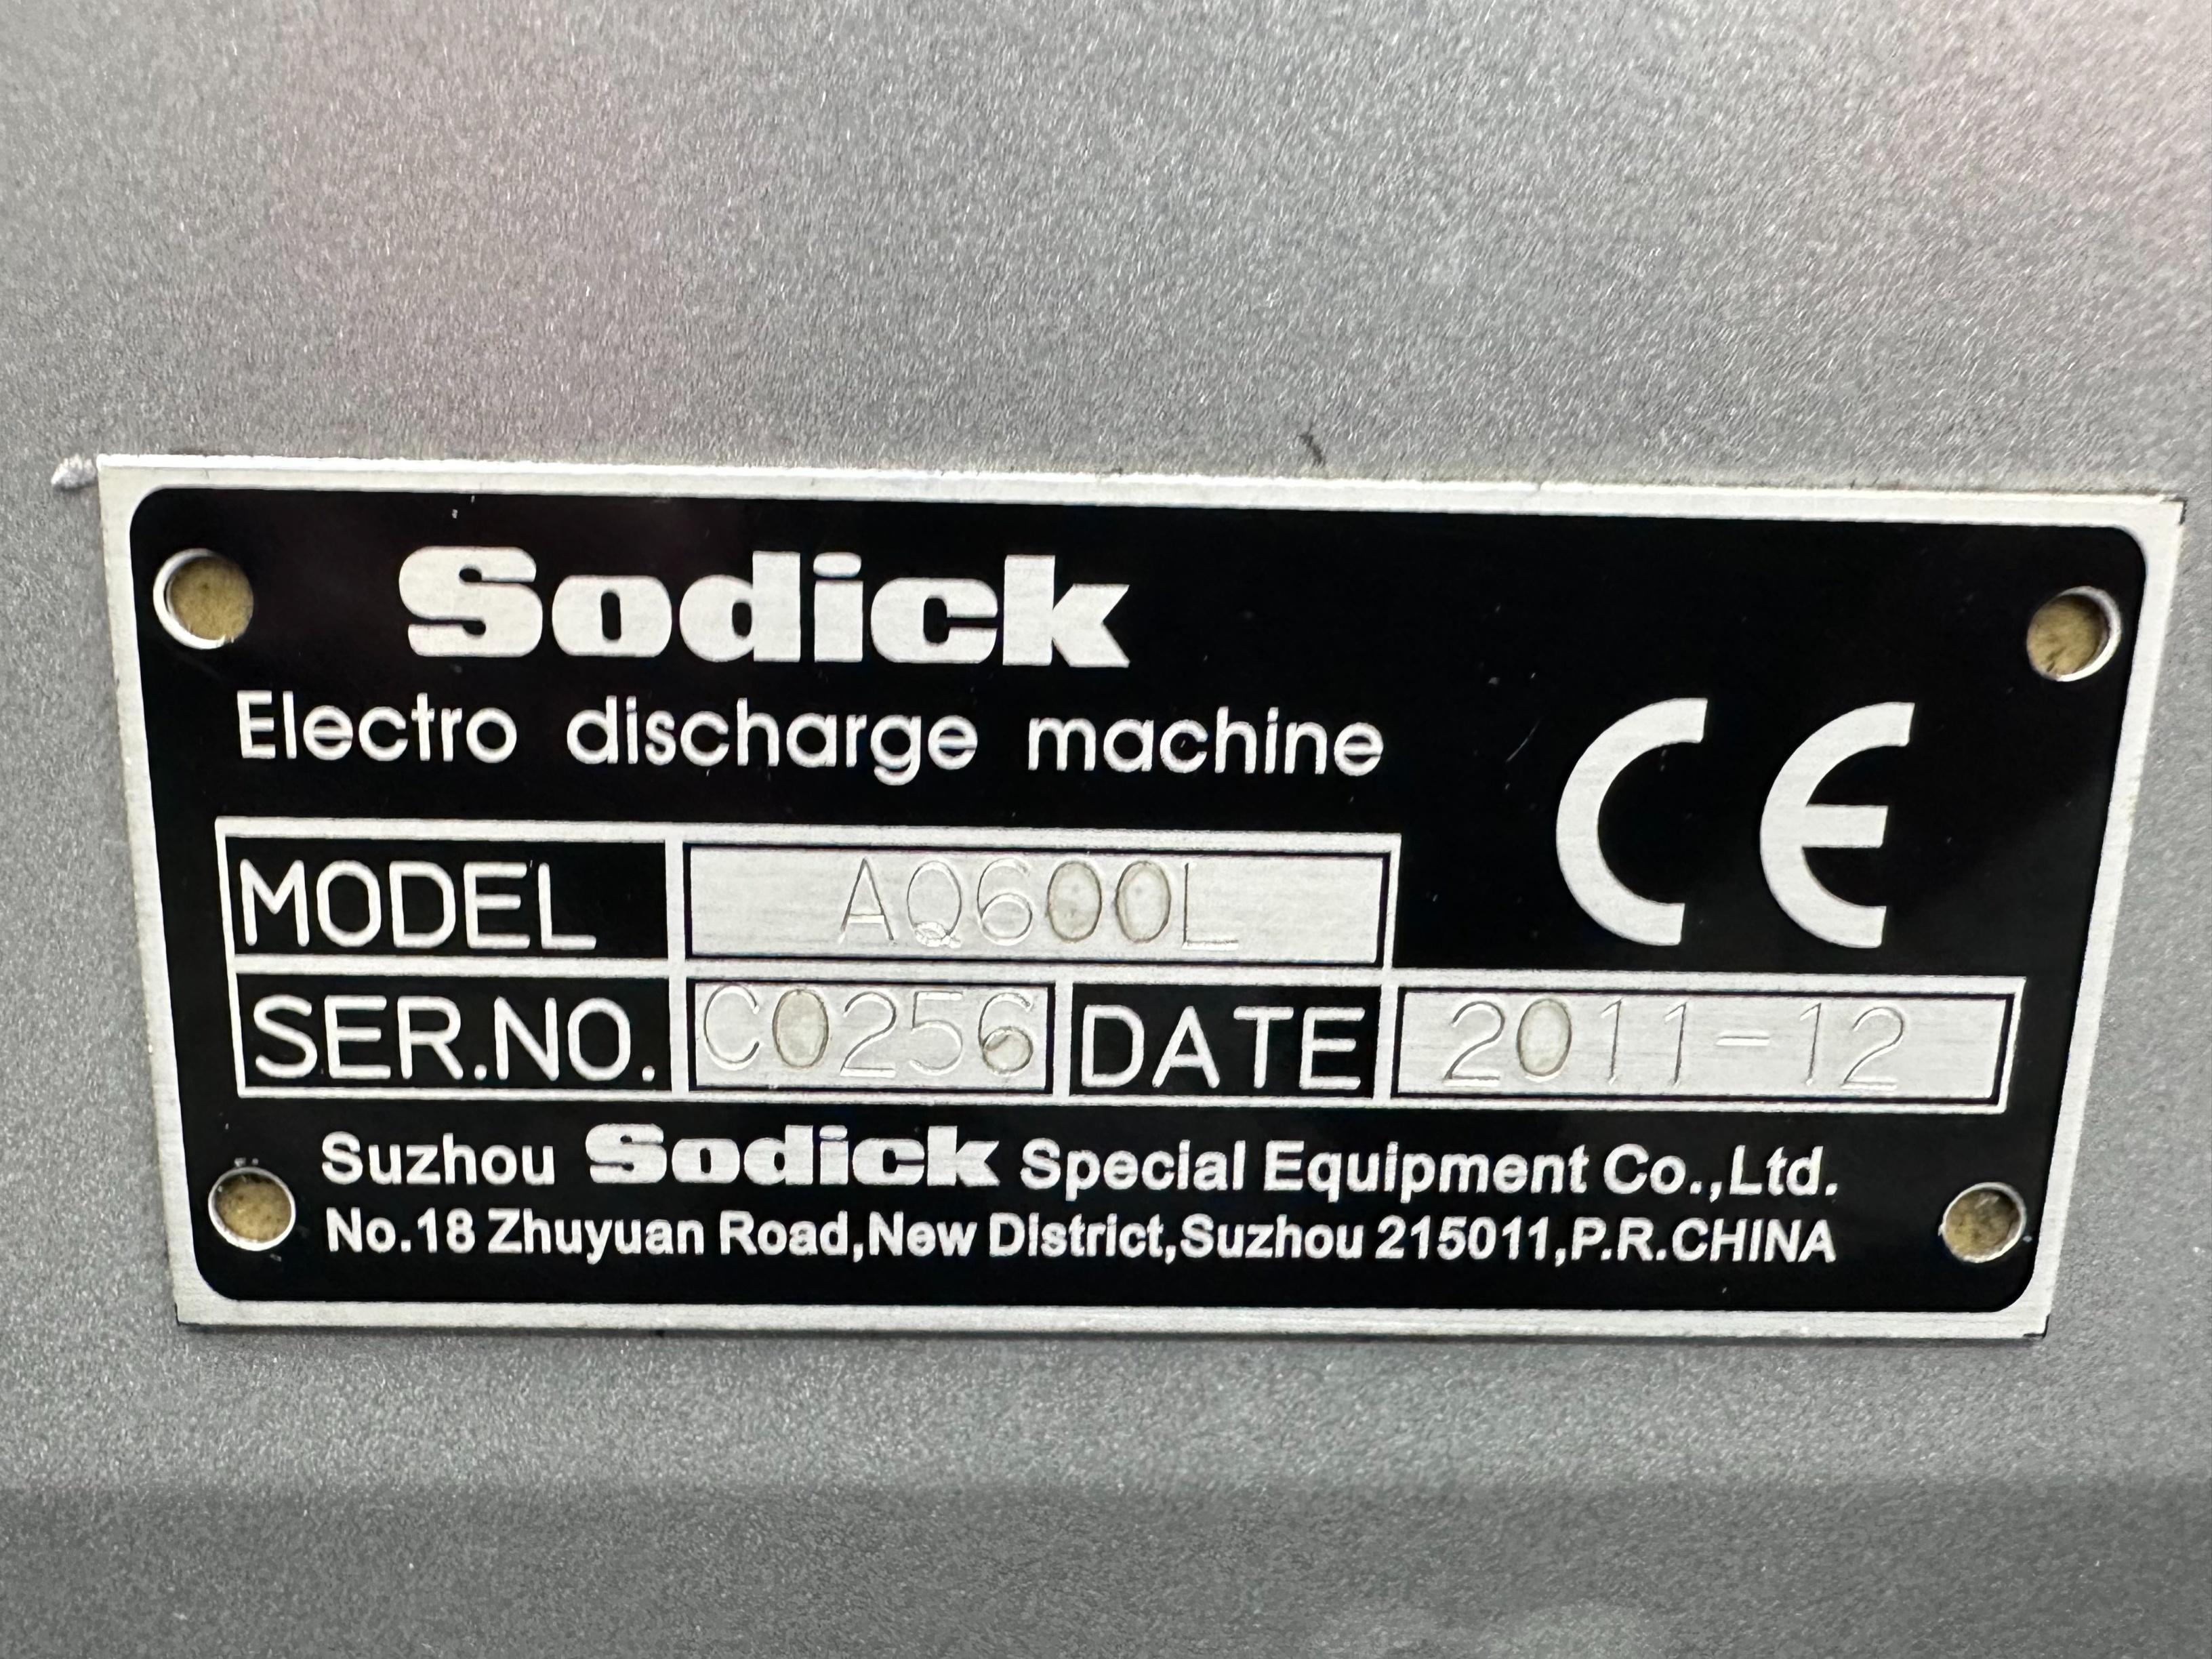 Sodick
Electro discharge machine
CE
MODEL AQ600L
SER.NO. C0256 DATE 2011-12
Suzhou Sodick Special Equipment Co.,Ltd.
No.18 Zhuyuan Road,New District,Suzhou 215011,P.R.CHINA